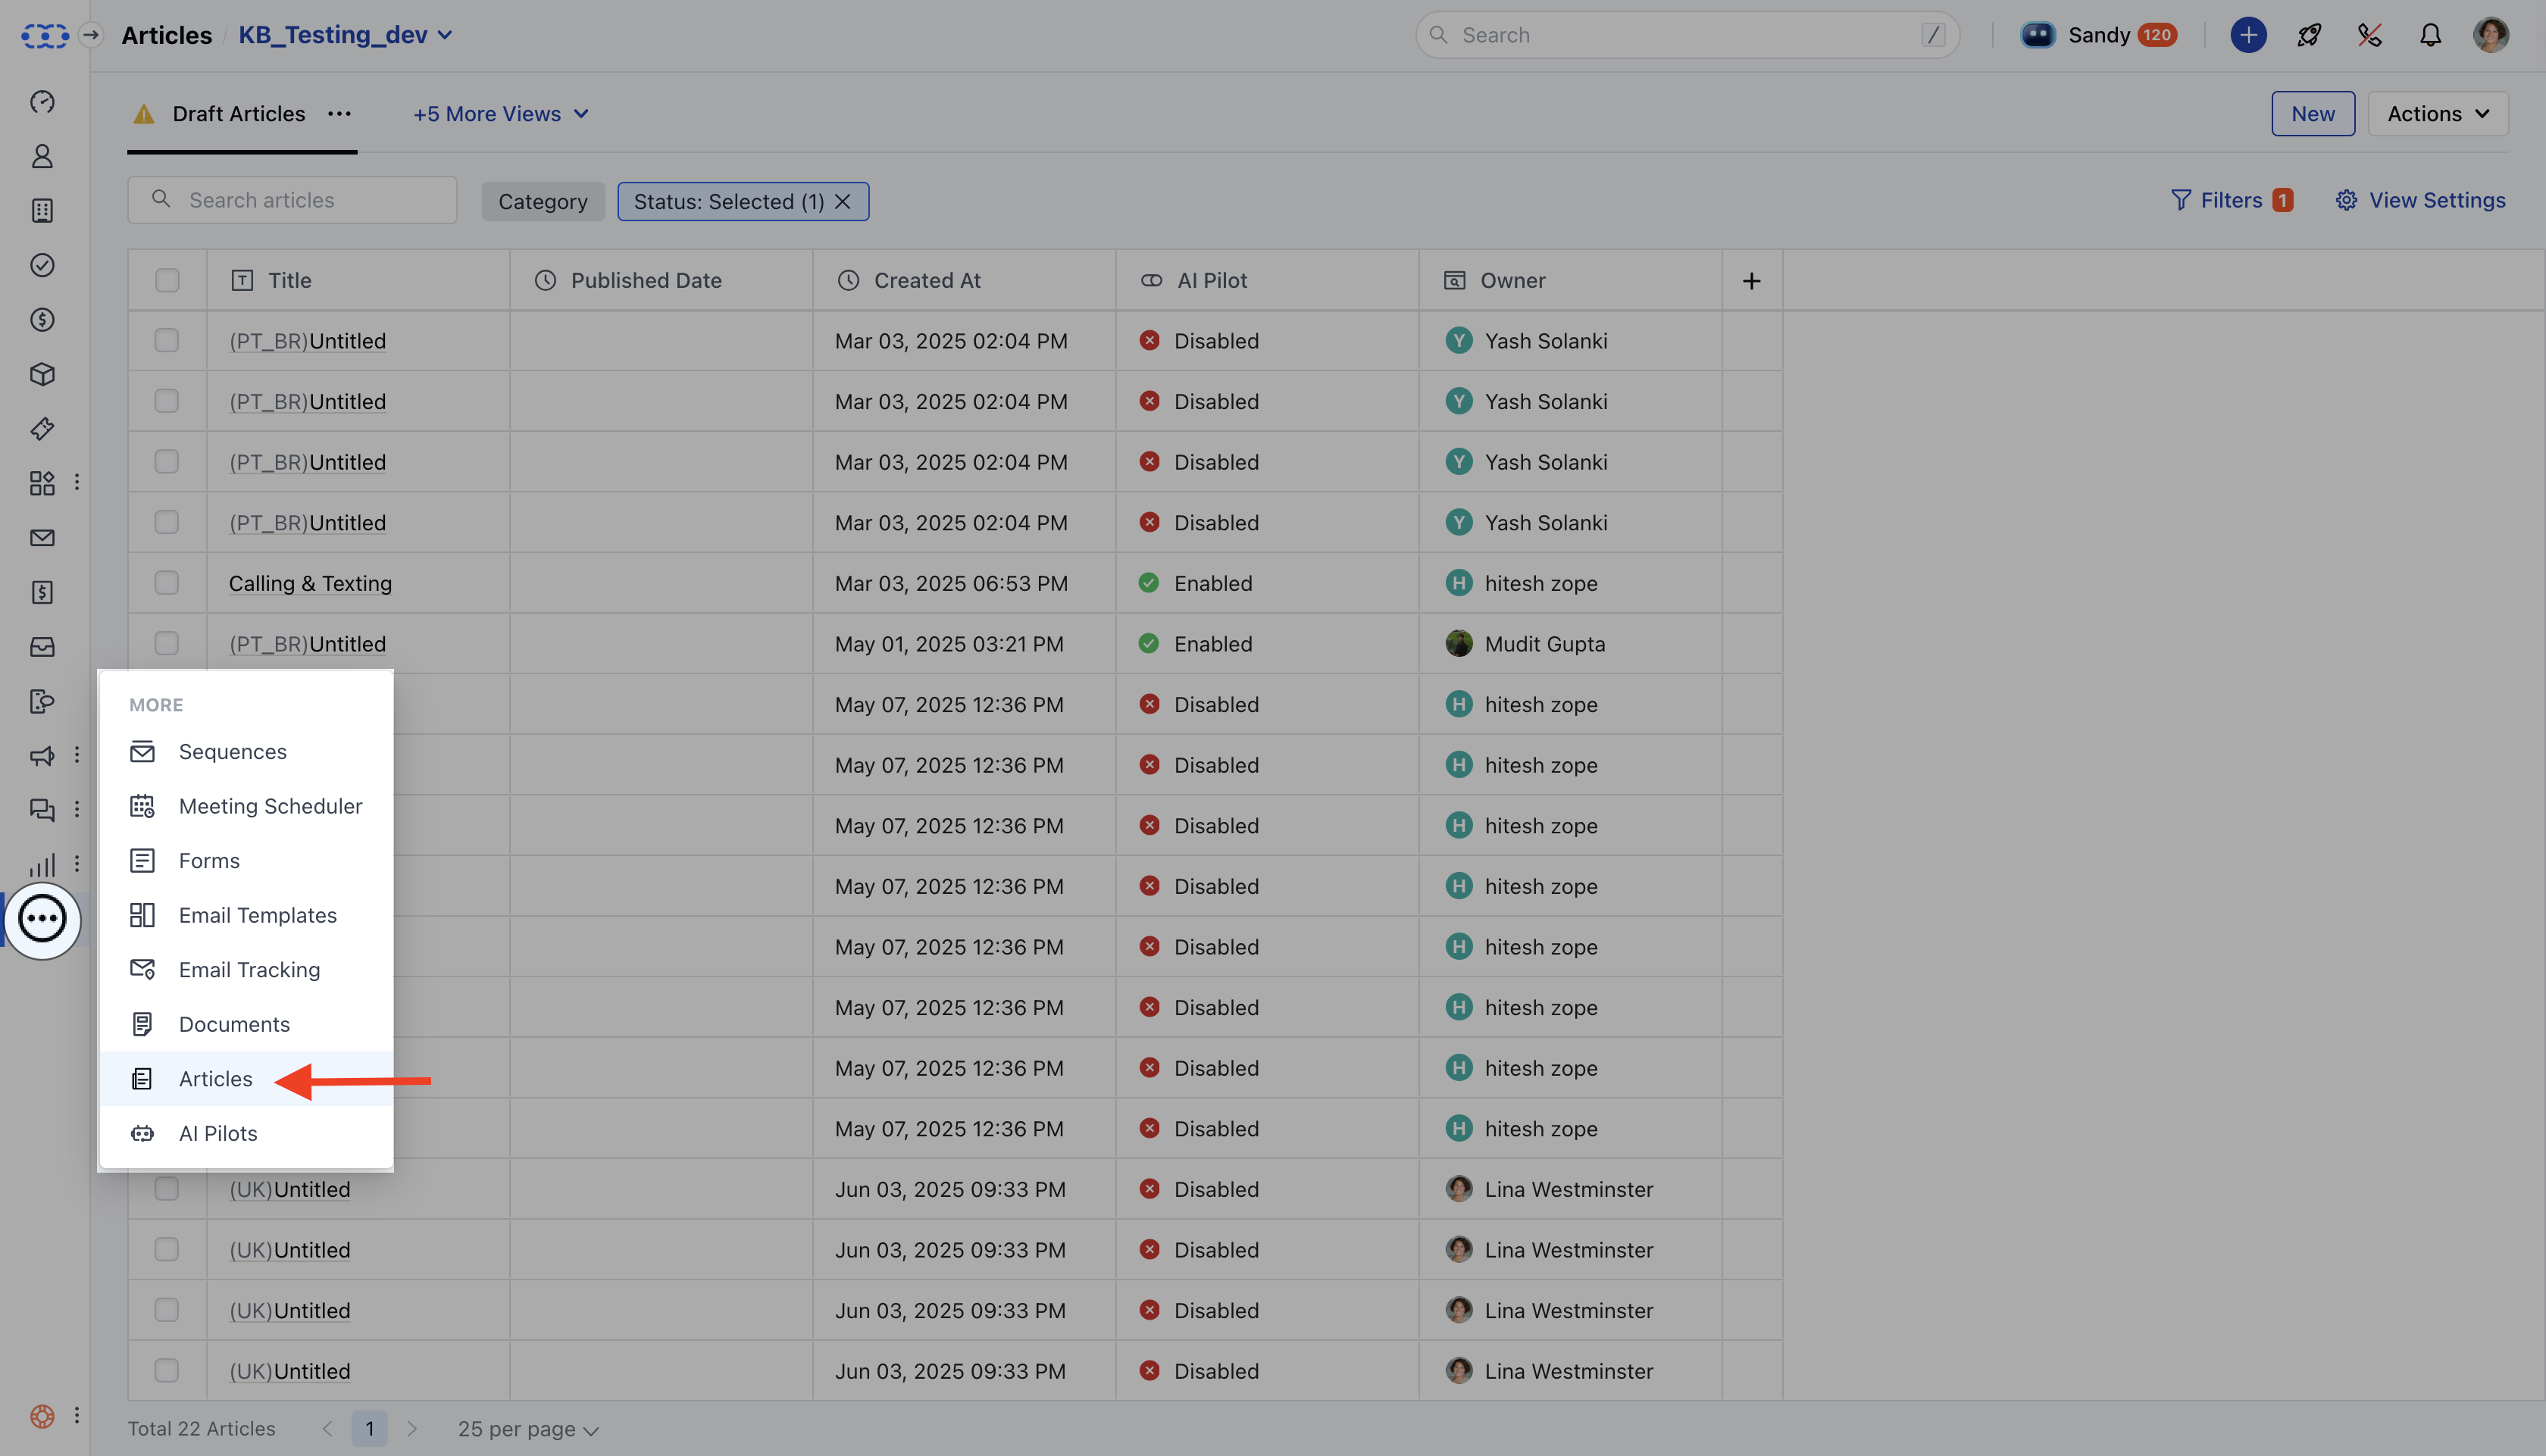 Articles / KB_Testing_dev
Search /
Sandy 120
Draft Articles
+5 More Views
New
Actions
Search articles
Category
Status: Selected (1)
Filters 1
View Settings
Title Published Date Created At AI Pilot Owner
(PT_BR)Untitled Mar 03, 2025 02:04 PM Disabled Y Yash Solanki
(PT_BR)Untitled Mar 03, 2025 02:04 PM Disabled Y Yash Solanki
(PT_BR)Untitled Mar 03, 2025 02:04 PM Disabled Y Yash Solanki
(PT_BR)Untitled Mar 03, 2025 02:04 PM Disabled Y Yash Solanki
Calling & Texting Mar 03, 2025 06:53 PM Enabled H hitesh zope
(PT_BR)Untitled May 01, 2025 03:21 PM Enabled Mudit Gupta
May 07, 2025 12:36 PM Disabled H hitesh zope
May 07, 2025 12:36 PM Disabled H hitesh zope
May 07, 2025 12:36 PM Disabled H hitesh zope
May 07, 2025 12:36 PM Disabled H hitesh zope
May 07, 2025 12:36 PM Disabled H hitesh zope
May 07, 2025 12:36 PM Disabled H hitesh zope
May 07, 2025 12:36 PM Disabled H hitesh zope
May 07, 2025 12:36 PM Disabled H hitesh zope
(UK)Untitled Jun 03, 2025 09:33 PM Disabled Lina Westminster
(UK)Untitled Jun 03, 2025 09:33 PM Disabled Lina Westminster
(UK)Untitled Jun 03, 2025 09:33 PM Disabled Lina Westminster
(UK)Untitled Jun 03, 2025 09:33 PM Disabled Lina Westminster
MORE
Sequences
Meeting Scheduler
Forms
Email Templates
Email Tracking
Documents
Articles
AI Pilots
Total 22 Articles
1
25 per page